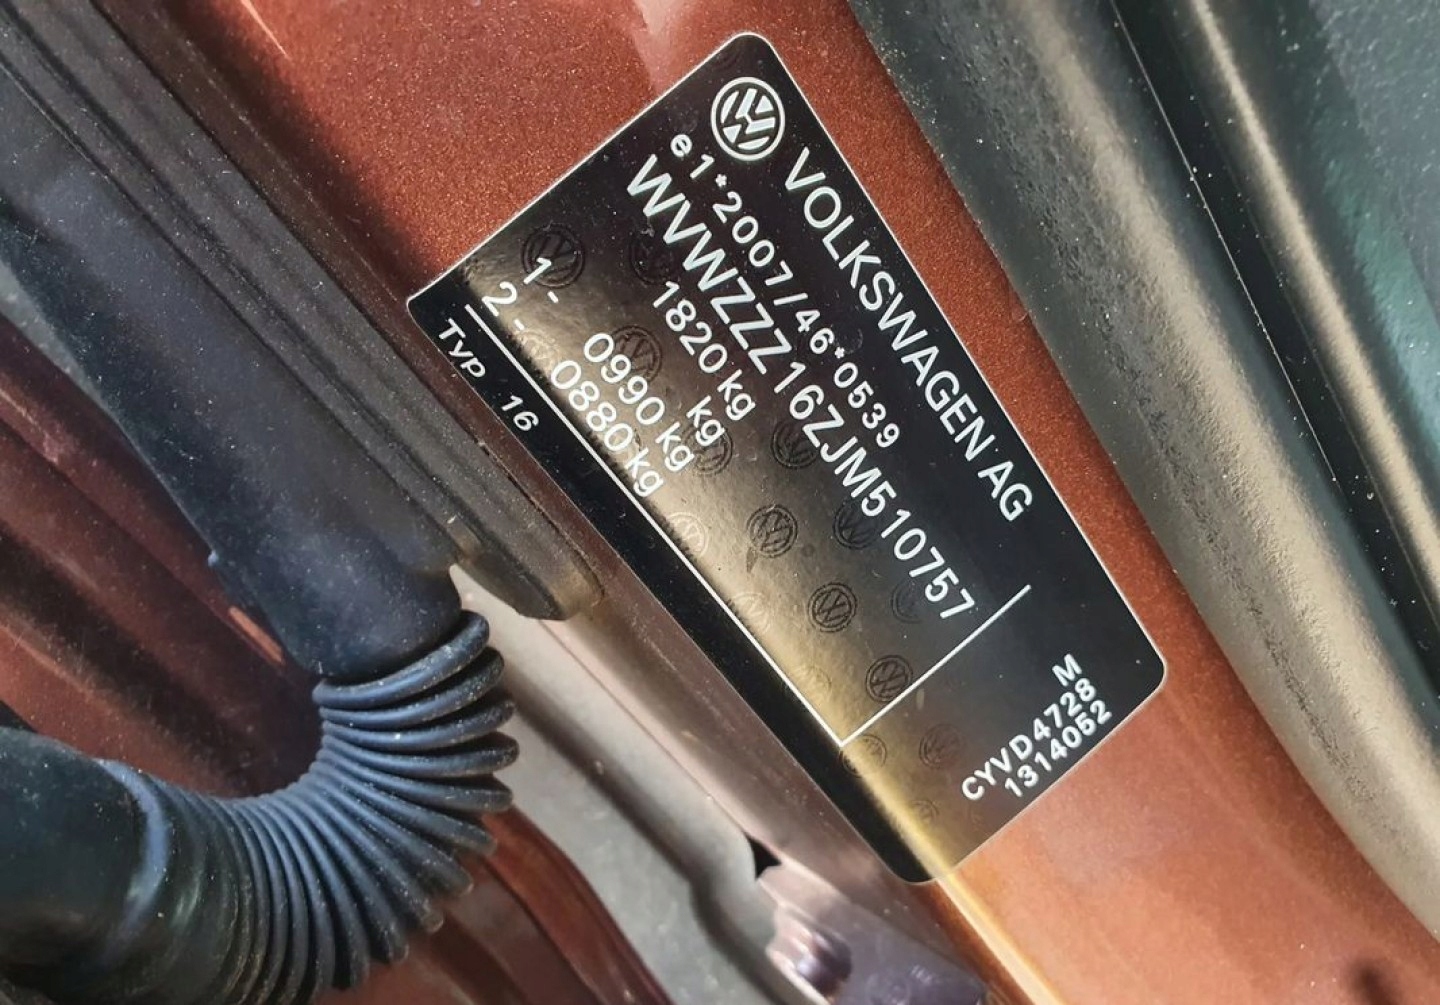 VOLKSWAGEN AG
e1*2007/46*0539
WVWZZZ16ZJM510757
1820 kg
kg
1- 0990 kg
2- 0880 kg
Typ 16
M
CYVD4728
1314052